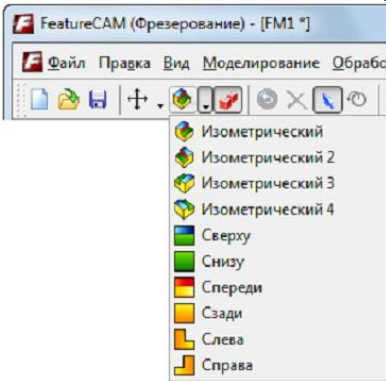 FeatureCAM (Фрезерование) - [FM1 *]
Файл Правка Вид Моделирование Обрабо
Изометрический
Изометрический 2
Изометрический 3
Изометрический 4
Сверху
Снизу
Спереди
Сзади
Слева
Справа